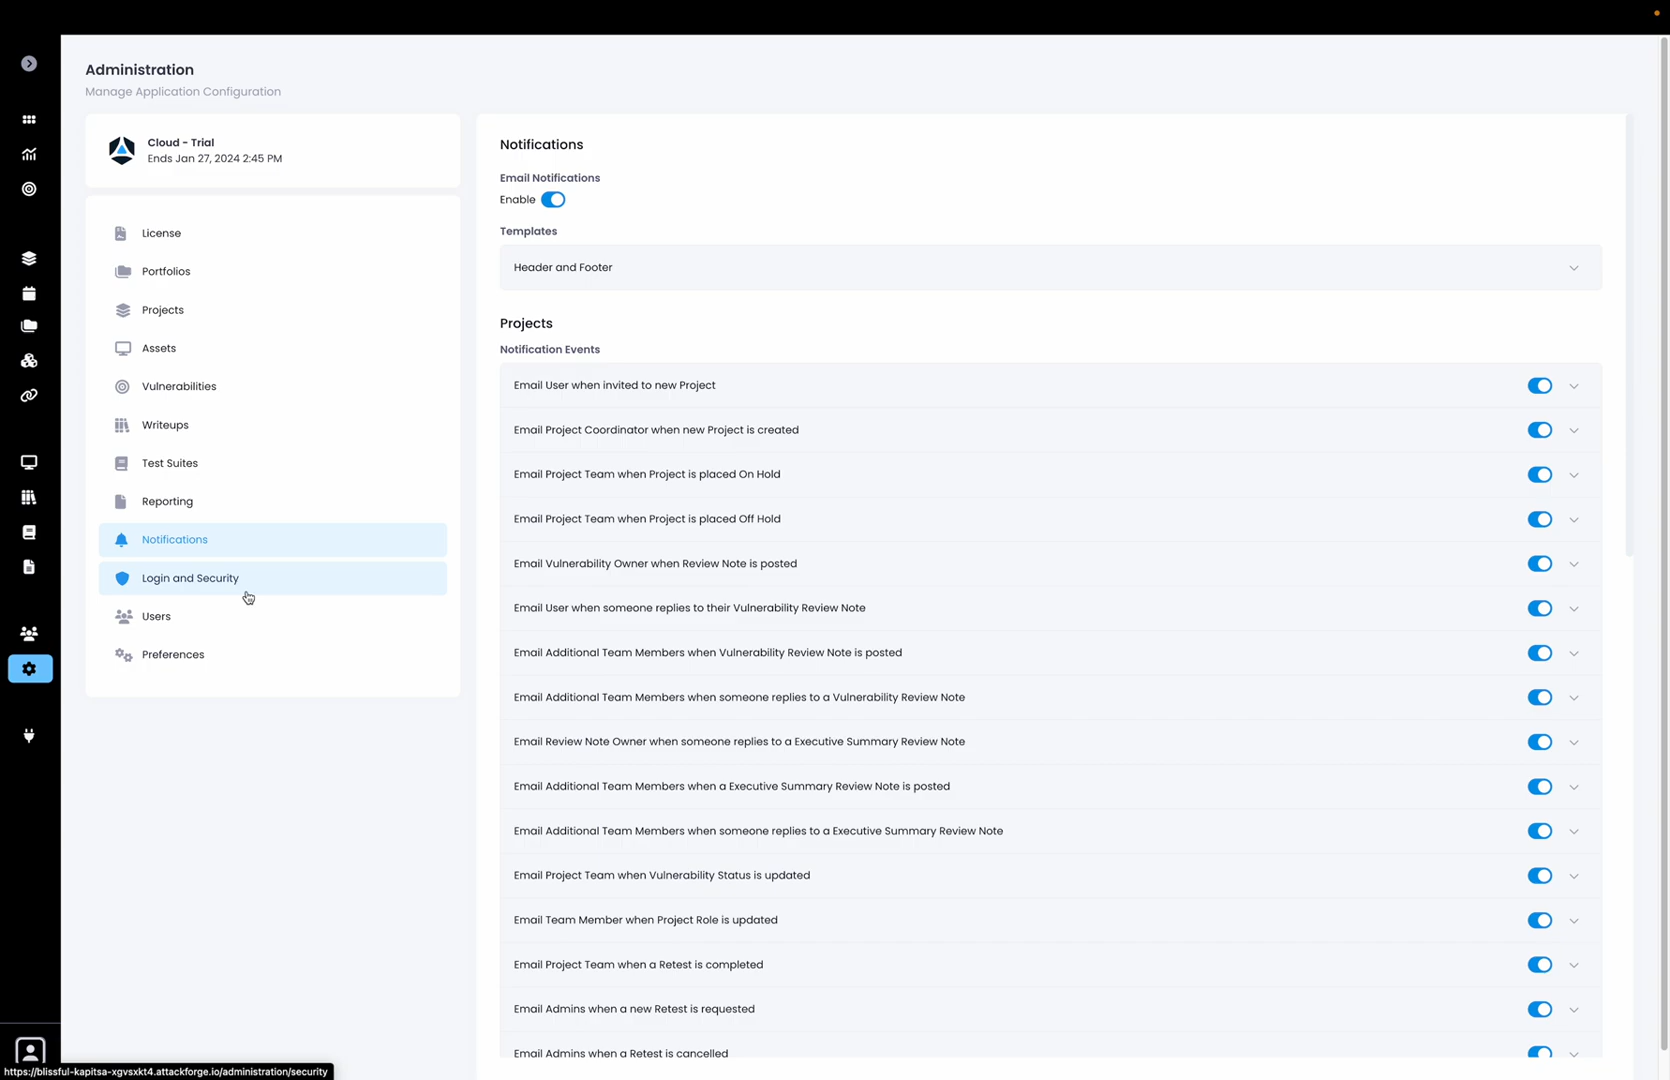 Administration
Manage Application Configuration
Cloud - Trial
Ends Jan 27, 2024 2:45 PM
License
Portfolios
Projects
Assets
Vulnerabilities
Writeups
Test Suites
Reporting
Notifications
Login and Security
Users
Preferences
Notifications
Email Notifications
Enable
Templates
Header and Footer
Projects
Notification Events
Email User when invited to new Project
Email Project Coordinator when new Project is created
Email Project Team when Project is placed On Hold
Email Project Team when Project is placed Off Hold
Email Vulnerability Owner when Review Note is posted
Email User when someone replies to their Vulnerability Review Note
Email Additional Team Members when Vulnerability Review Note is posted
Email Additional Team Members when someone replies to a Vulnerability Review Note
Email Review Note Owner when someone replies to a Executive Summary Review Note
Email Additional Team Members when a Executive Summary Review Note is posted
Email Additional Team Members when someone replies to a Executive Summary Review Note
Email Project Team when Vulnerability Status is updated
Email Team Member when Project Role is updated
Email Project Team when a Retest is completed
Email Admins when a new Retest is requested
Email Admins when a Retest is cancelled
https://blissful-kapitsa-xgvsxkt4.attackforge.io/administration/security